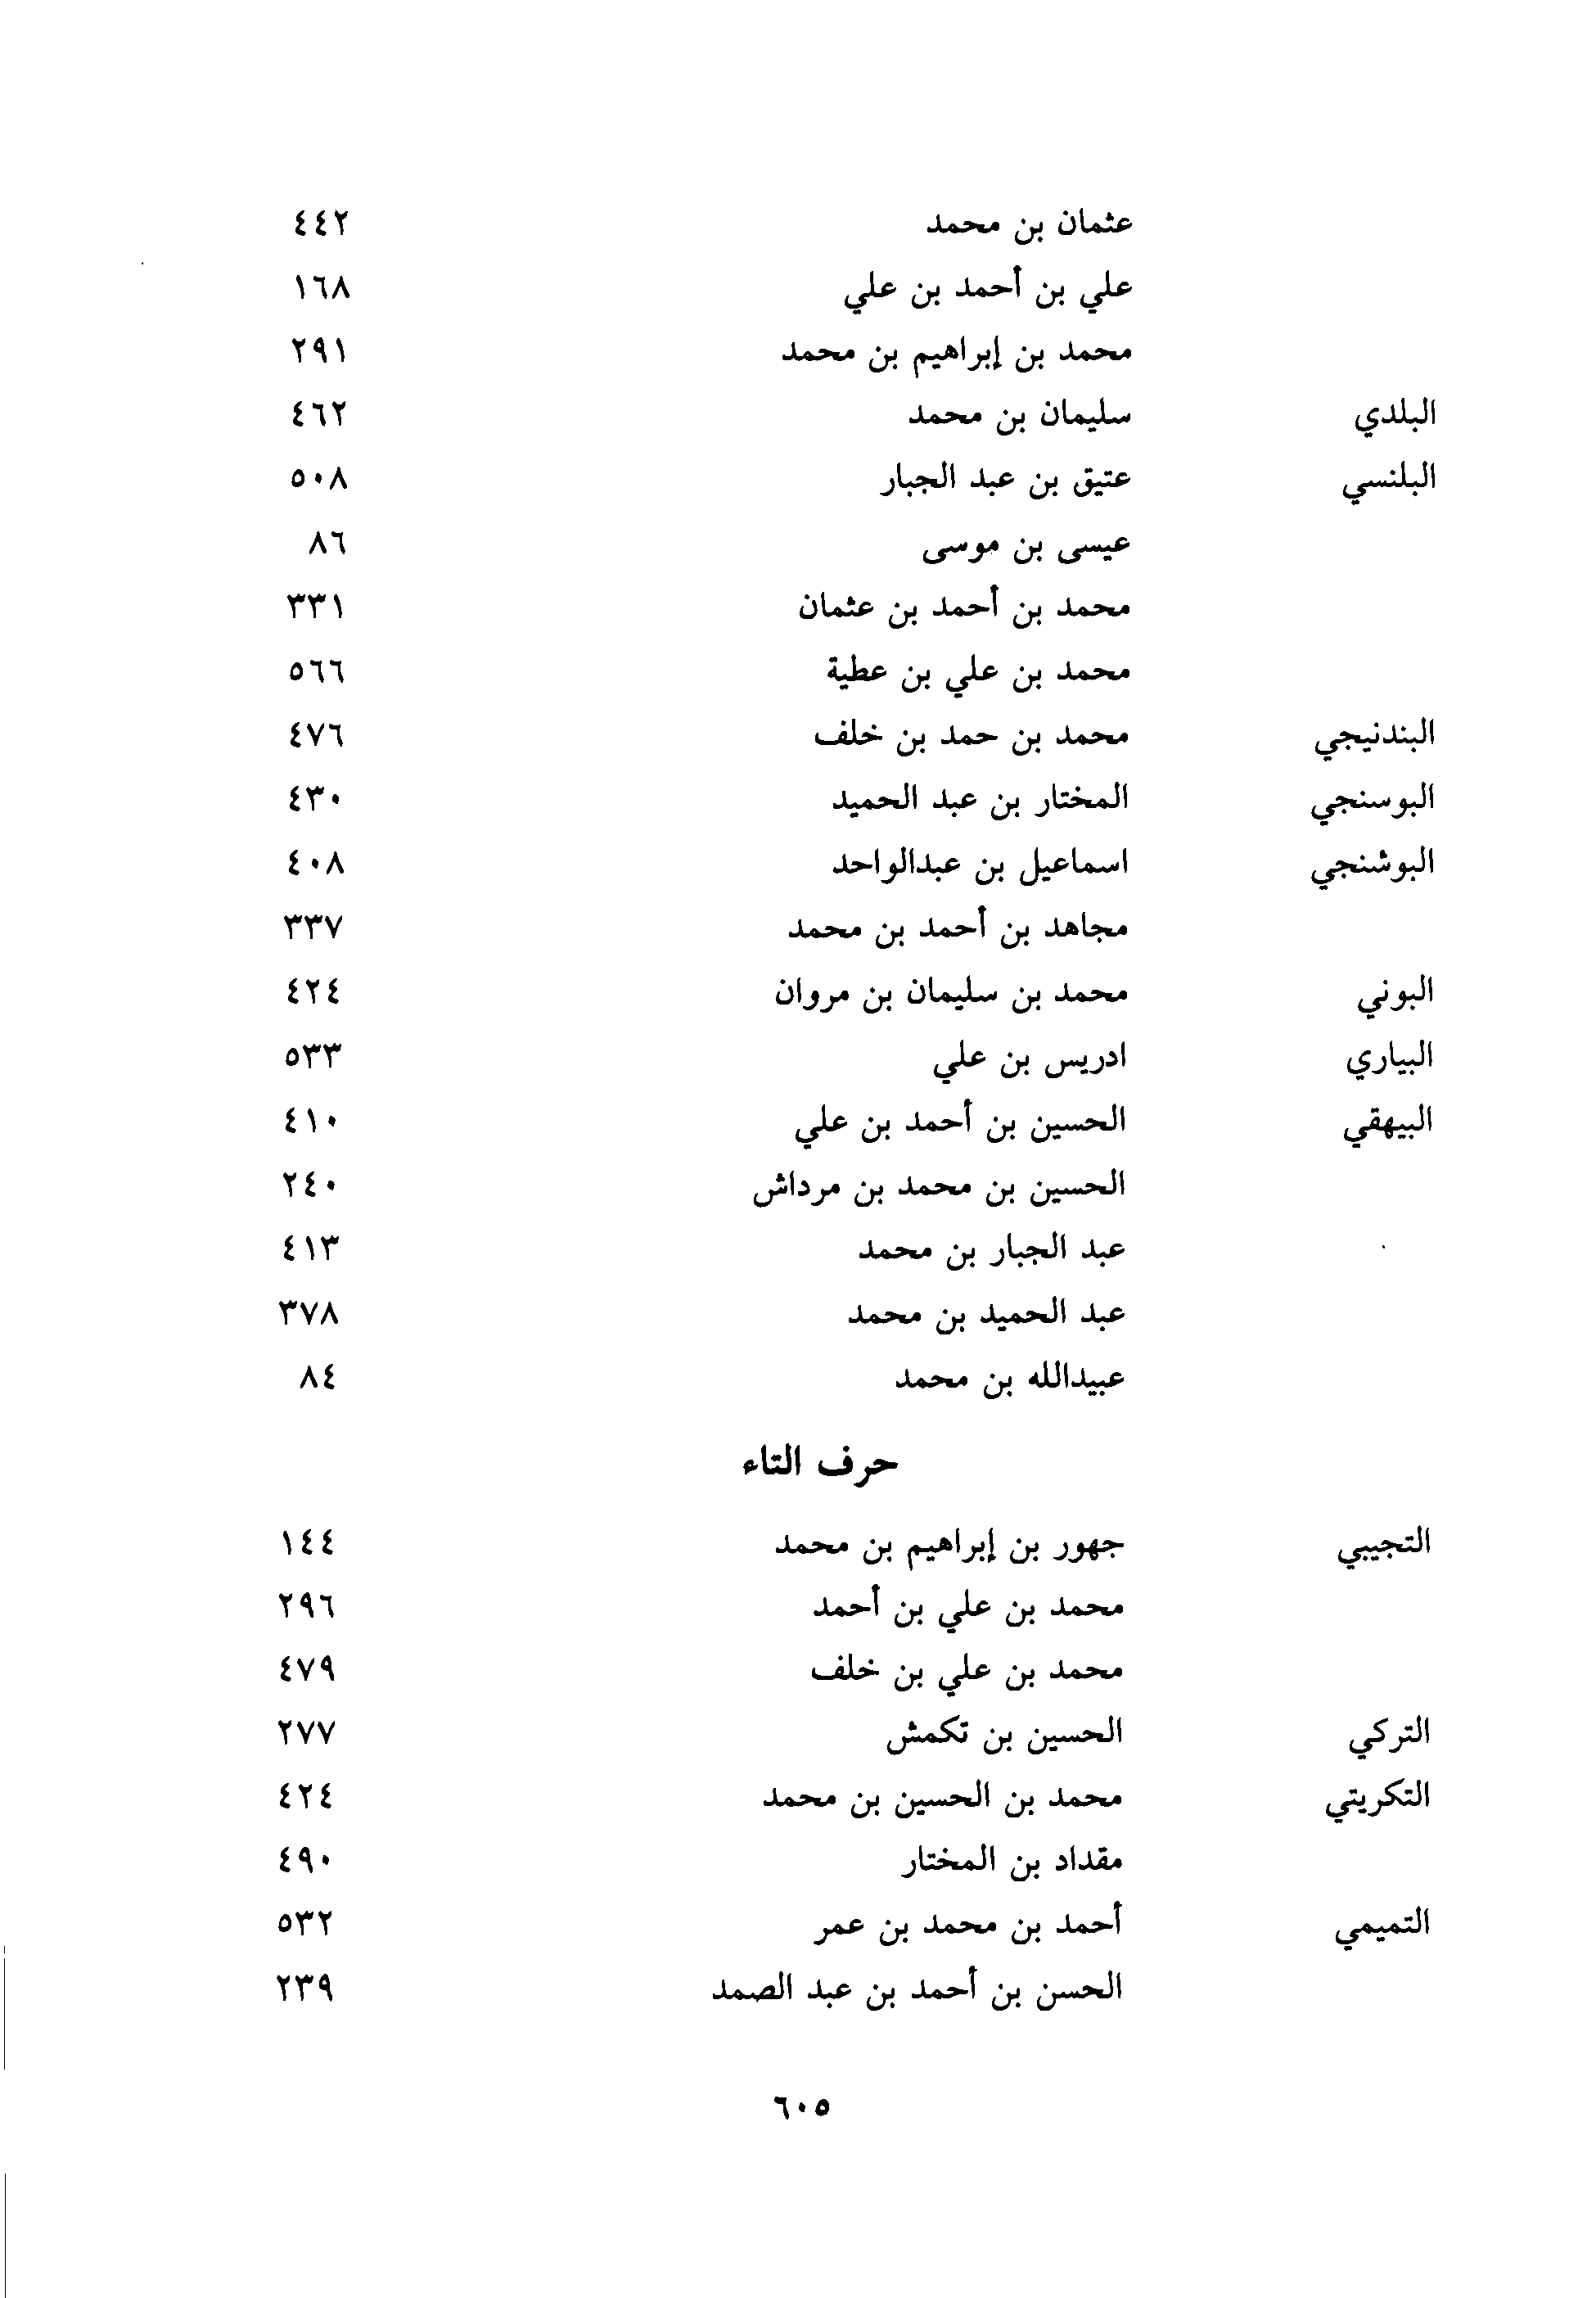 عثمان بن محمد ٤٤٢
علي بن أحمد بن علي ١٦٨
محمد بن إبراهيم بن محمد ٢٩١
البلدي سليمان بن محمد ٤٦٢
البلنسي عتيق بن عبد الجبار ٥٠٨
عيسى بن موسى ٨٦
محمد بن أحمد بن عثمان ٣٣١
محمد بن علي بن عطية ٥٦٦
البندنيجي محمد بن حمد بن خلف ٤٧٦
البوسنجي المختار بن عبد الحميد ٤٣٠
البوشنجي اسماعيل بن عبدالواحد ٤٠٨
مجاهد بن أحمد بن محمد ٣٣٧
البوني محمد بن سليمان بن مروان ٤٢٤
البياري ادريس بن علي ٥٣٣
البيهقي الحسين بن أحمد بن علي ٤١٠
الحسين بن محمد بن مرداش ٢٤٠
عبد الجبار بن محمد ٤١٣
عبد الحميد بن محمد ٣٧٨
عبيدالله بن محمد ٨٤
حرف التاء
التجيبي جهور بن إبراهيم بن محمد ١٤٤
محمد بن علي بن أحمد ٢٩٦
محمد بن علي بن خلف ٤٧٩
التركي الحسين بن تكمش ٢٧٧
التكريتي محمد بن الحسين بن محمد ٤٢٤
مقداد بن المختار ٤٩٠
التميمي أحمد بن محمد بن عمر ٥٣٢
الحسن بن أحمد بن عبد الصمد ٢٣٩
٦٠٥